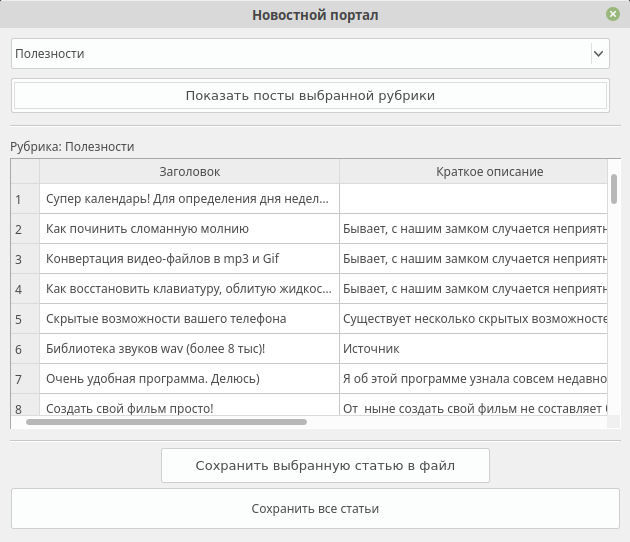 Новостной портал
Полезности
Показать посты выбранной рубрики
Рубрика: Полезности
Заголовок Краткое описание
1 Супер календарь! Для определения дня недел...
2 Как починить сломанную молнию Бывает, с нашим замком случается неприятн
3 Конвертация видео-файлов в mp3 и Gif Бывает, с нашим замком случается неприятн
4 Как восстановить клавиатуру, облитую жидкос... Бывает, с нашим замком случается неприятн
5 Скрытые возможности вашего телефона Существует несколько скрытых возможносте
6 Библиотека звуков wav (более 8 тыс)! Источник
7 Очень удобная программа. Делюсь) Я об этой программе узнала совсем недавно
8 Создать свой фильм просто! От  ныне создать свой фильм не составляет
Сохранить выбранную статью в файл
Сохранить все статьи